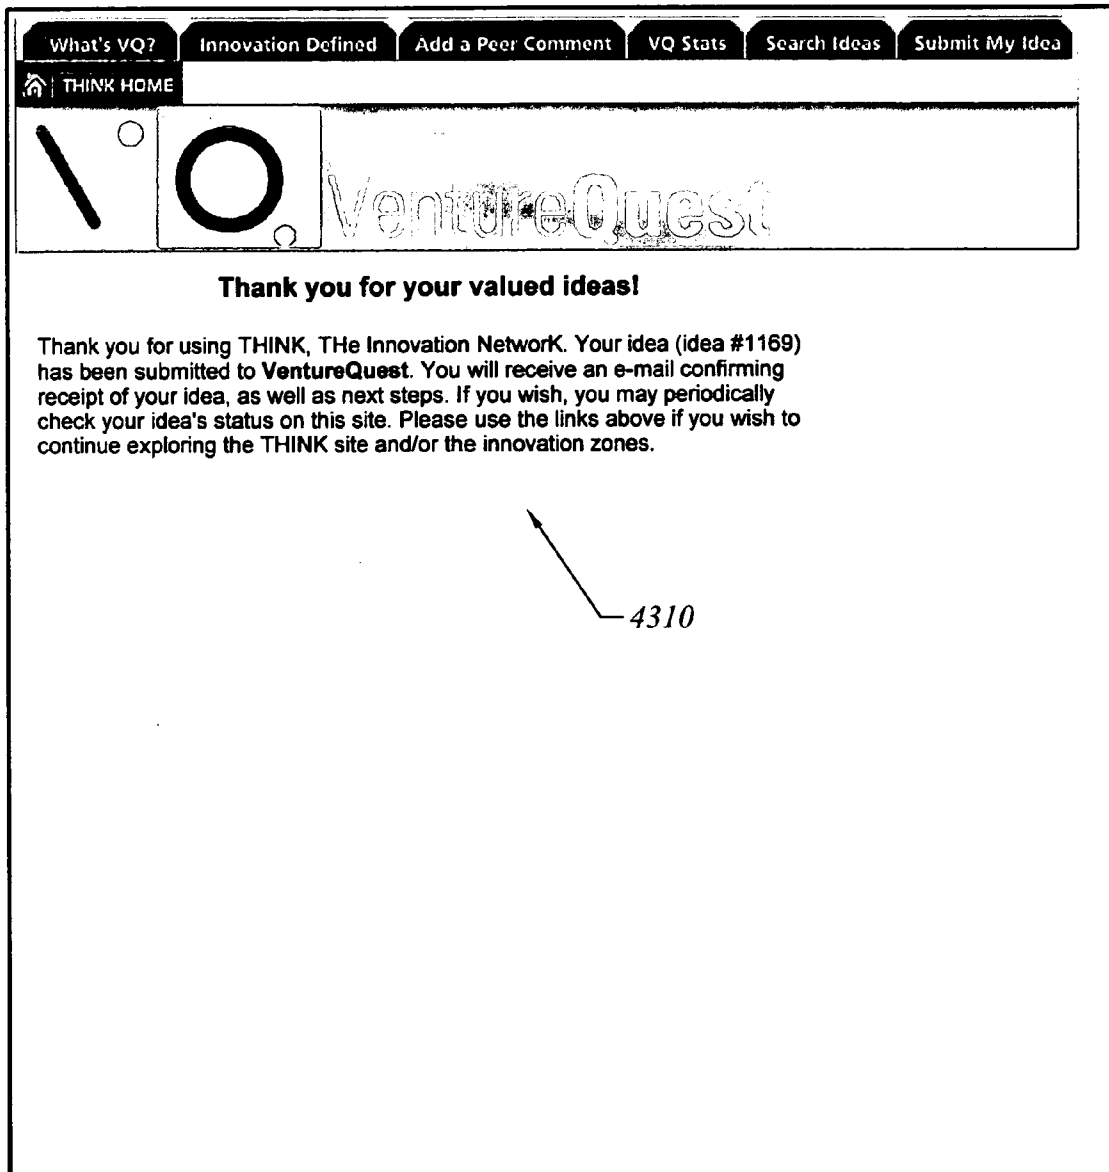 What's VQ? Innovation Defined Add a Peer Comment VQ Stats Search Ideas Submit My Idea
THINK HOME
VentureQuest
Thank you for your valued ideas!
Thank you for using THINK, THe Innovation NetworK. Your idea (idea #1169)
has been submitted to VentureQuest. You will receive an e-mail confirming
receipt of your idea, as well as next steps. If you wish, you may periodically
check your idea's status on this site. Please use the links above if you wish to
continue exploring the THINK site and/or the innovation zones.
4310